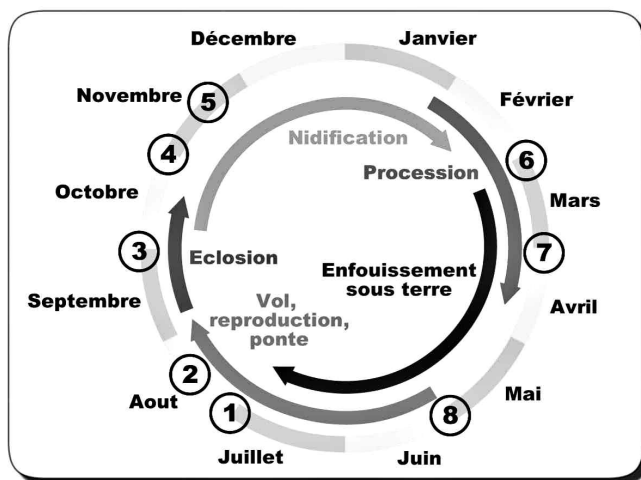 Décembre
Janvier
Novembre
5
Février
4
Nidification
6
Procession
Octobre
Mars
3
Eclosion
7
Enfouissement
sous terre
Septembre
Vol,
reproduction,
ponte
Avril
2
Aout
1
8
Mai
Juillet
Juin